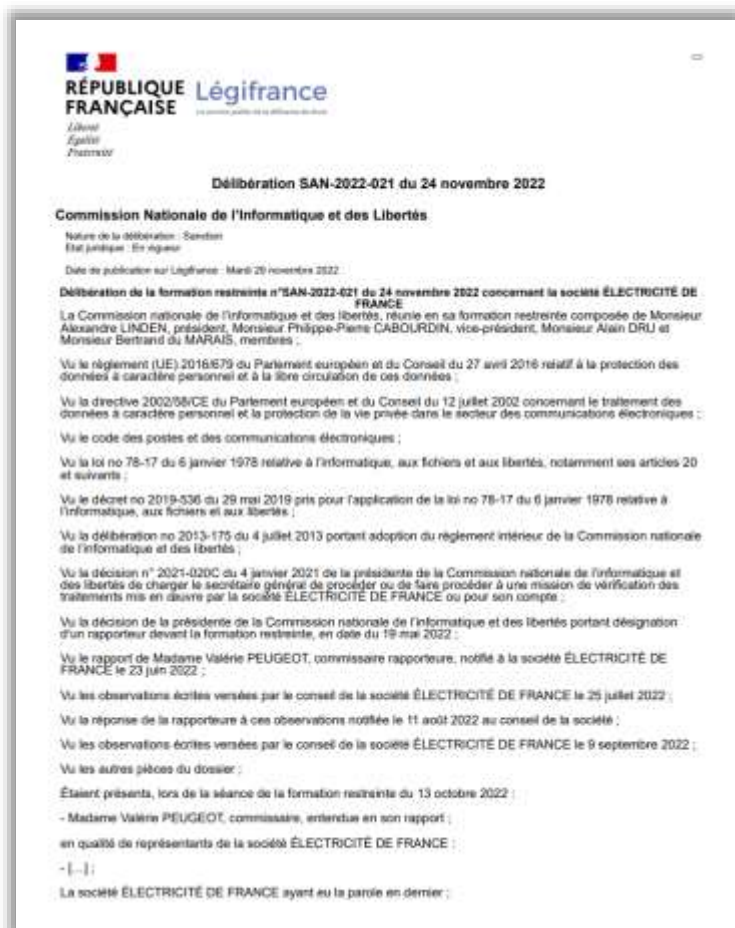 RÉPUBLIQUE
FRANÇAISE
Liberté
Égalité
Fraternité
Légifrance
Délibération SAN-2022-021 du 24 novembre 2022
Commission Nationale de l'Informatique et des Libertés
Nature de la délibération : Sanction
Etat juridique : En vigueur
Date de publication sur Légifrance : Mardi 29 novembre 2022
Délibération de la formation restreinte n°SAN-2022-021 du 24 novembre 2022 concernant la société ÉLECTRICITÉ DE
FRANCE
La Commission nationale de l'informatique et des libertés, réunie en sa formation restreinte composée de Monsieur
Alexandre LINDEN, président, Monsieur Philippe-Pierre CABOURDIN, vice-président, Monsieur Alain DRU et
Monsieur Bertrand du MARAIS, membres ;
Vu le règlement (UE) 2016/679 du Parlement européen et du Conseil du 27 avril 2016 relatif à la protection des
données à caractère personnel et à la libre circulation de ces données ;
Vu la directive 2002/58/CE du Parlement européen et du Conseil du 12 juillet 2002 concernant le traitement des
données à caractère personnel et la protection de la vie privée dans le secteur des communications électroniques ;
Vu le code des postes et des communications électroniques ;
Vu la loi no 78-17 du 6 janvier 1978 relative à l'informatique, aux fichiers et aux libertés, notamment ses articles 20
et suivants ;
Vu le décret no 2019-536 du 29 mai 2019 pris pour l'application de la loi no 78-17 du 6 janvier 1978 relative à
l'informatique, aux fichiers et aux libertés ;
Vu la délibération no 2013-175 du 4 juillet 2013 portant adoption du règlement intérieur de la Commission nationale
de l'informatique et des libertés ;
Vu la décision n° 2021-020C du 4 janvier 2021 de la présidente de la Commission nationale de l'informatique et
des libertés de charger le secrétaire général de procéder ou de faire procéder à une mission de vérification des
traitements mis en œuvre par la société ÉLECTRICITÉ DE FRANCE ou pour son compte ;
Vu la décision de la présidente de la Commission nationale de l'informatique et des libertés portant désignation
d'un rapporteur devant la formation restreinte, en date du 19 mai 2022 ;
Vu le rapport de Madame Valérie PEUGEOT, commissaire rapporteure, notifié à la société ÉLECTRICITÉ DE
FRANCE le 23 juin 2022 ;
Vu les observations écrites versées par le conseil de la société ÉLECTRICITÉ DE FRANCE le 25 juillet 2022 ;
Vu la réponse de la rapporteure à ces observations notifiée le 11 août 2022 au conseil de la société ;
Vu les observations écrites versées par le conseil de la société ÉLECTRICITÉ DE FRANCE le 9 septembre 2022 ;
Vu les autres pièces du dossier ;
Étaient présents, lors de la séance de la formation restreinte du 13 octobre 2022 :
- Madame Valérie PEUGEOT, commissaire, entendue en son rapport ;
en qualité de représentants de la société ÉLECTRICITÉ DE FRANCE :
- [...] ;
La société ÉLECTRICITÉ DE FRANCE ayant eu la parole en dernier ;